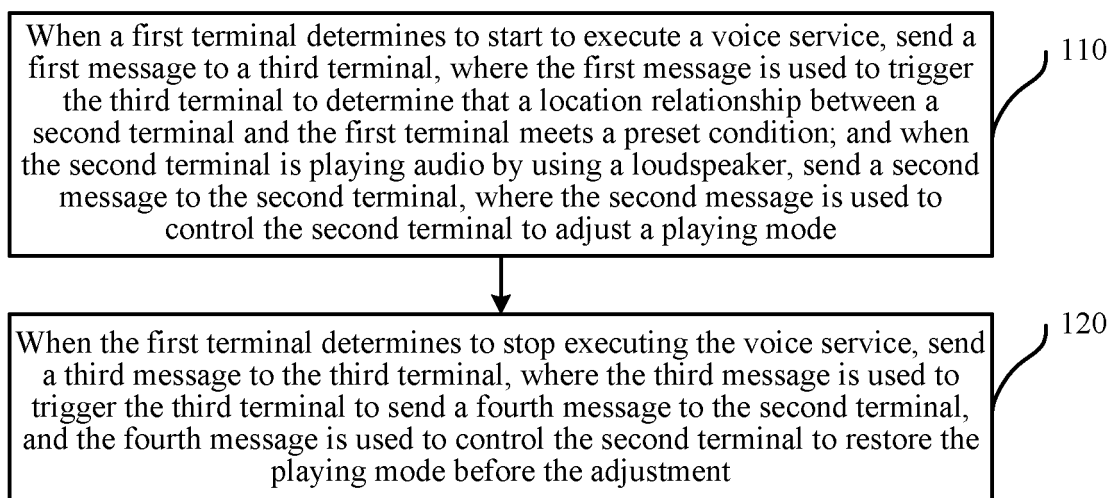 When a first terminal determines to start to execute a voice service, send a
first message to a third terminal, where the first message is used to trigger
the third terminal to determine that a location relationship between a
second terminal and the first terminal meets a preset condition; and when
the second terminal is playing audio by using a loudspeaker, send a second
message to the second terminal, where the second message is used to
control the second terminal to adjust a playing mode
110
When the first terminal determines to stop executing the voice service, send
a third message to the third terminal, where the third message is used to
trigger the third terminal to send a fourth message to the second terminal,
and the fourth message is used to control the second terminal to restore the
playing mode before the adjustment
120